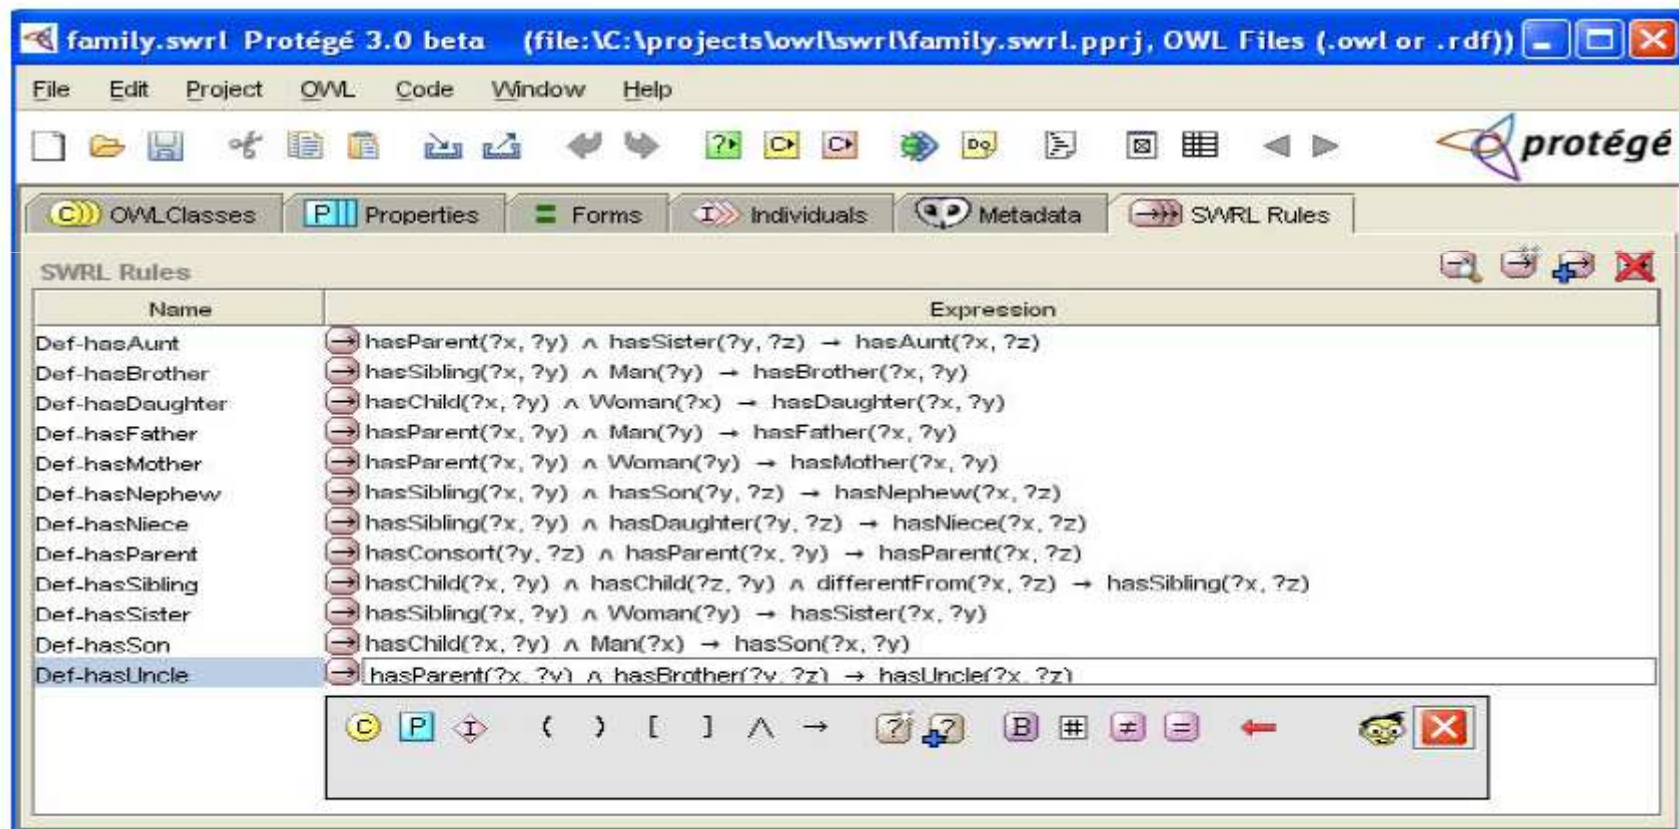 family.swrl Protégé 3.0 beta (file:\C:\projects\owl\swrl\family.swrl.pprj, OWL Files (.owl or .rdf))
File Edit Project OWL Code Window Help
protégé
OWLClasses Properties Forms Individuals Metadata SWRL Rules
SWRL Rules
Name Expression
Def-hasAunt hasParent(?x, ?y) ∧ hasSister(?y, ?z) → hasAunt(?x, ?z)
Def-hasBrother hasSibling(?x, ?y) ∧ Man(?y) → hasBrother(?x, ?y)
Def-hasDaughter hasChild(?x, ?y) ∧ Woman(?x) → hasDaughter(?x, ?y)
Def-hasFather hasParent(?x, ?y) ∧ Man(?y) → hasFather(?x, ?y)
Def-hasMother hasParent(?x, ?y) ∧ Woman(?y) → hasMother(?x, ?y)
Def-hasNephew hasSibling(?x, ?y) ∧ hasSon(?y, ?z) → hasNephew(?x, ?z)
Def-hasNiece hasSibling(?x, ?y) ∧ hasDaughter(?y, ?z) → hasNiece(?x, ?z)
Def-hasParent hasConsort(?y, ?z) ∧ hasParent(?x, ?y) → hasParent(?x, ?z)
Def-hasSibling hasChild(?x, ?y) ∧ hasChild(?z, ?y) ∧ differentFrom(?x, ?z) → hasSibling(?x, ?z)
Def-hasSister hasSibling(?x, ?y) ∧ Woman(?y) → hasSister(?x, ?y)
Def-hasSon hasChild(?x, ?y) ∧ Man(?x) → hasSon(?x, ?y)
Def-hasUncle hasParent(?x, ?y) ∧ hasBrother(?y, ?z) → hasUncle(?x, ?z)
C P I ( ) [ ] ∧ → ? ? B # ≠ =